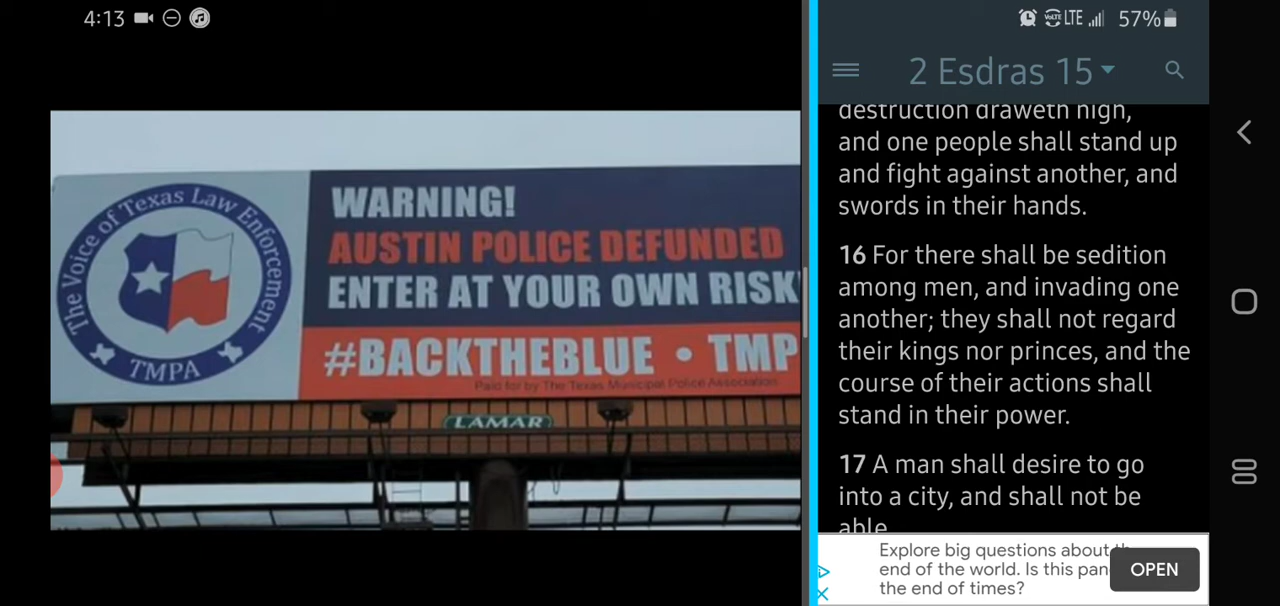 4:13
The Voice of Texas Law Enforcement
TMPA
WARNING!
AUSTIN POLICE DEFUNDED
ENTER AT YOUR OWN RISK
#BACKTHEBLUE • TMP
Paid for by The Texas Municipal Police Association
LAMAR
VoLTE LTE 57%
2 Esdras 15
destruction draweth nigh,
and one people shall stand up
and fight against another, and
swords in their hands.
16 For there shall be sedition
among men, and invading one
another; they shall not regard
their kings nor princes, and the
course of their actions shall
stand in their power.
17 A man shall desire to go
into a city, and shall not be
able.
Explore big questions about
end of the world. Is this pan
the end of times?
OPEN